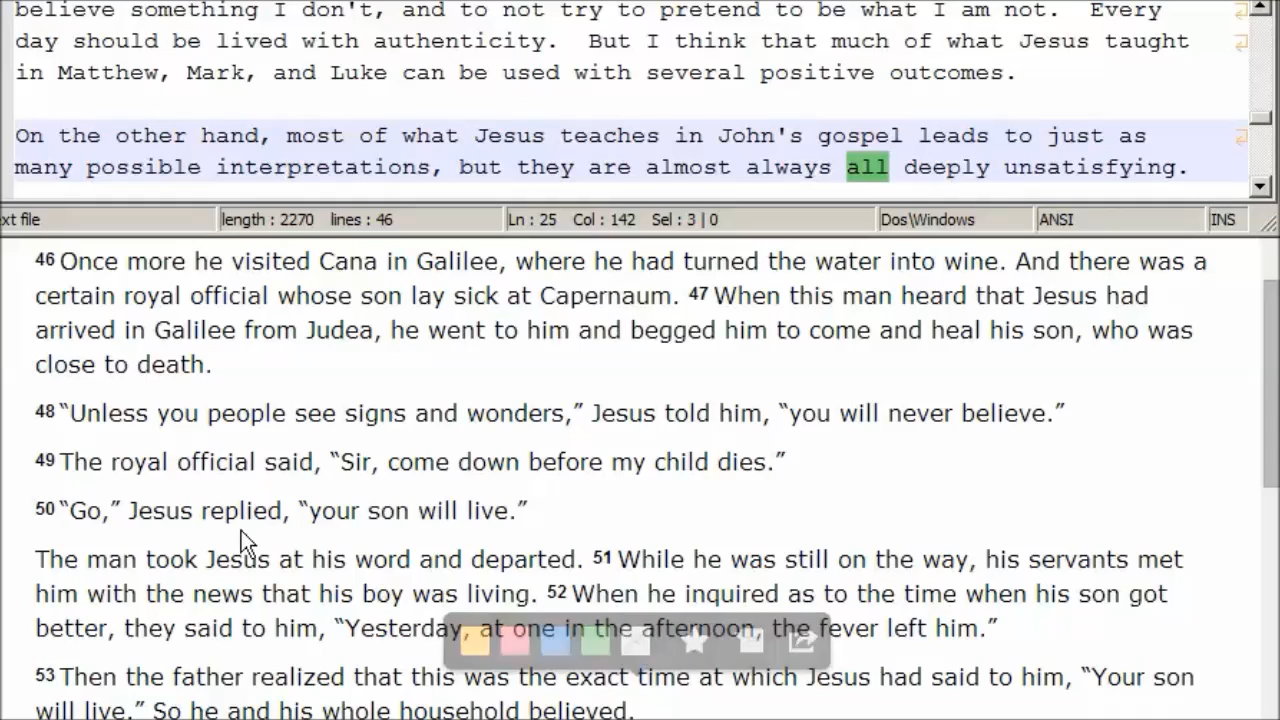 believe something I don't, and to not try to pretend to be what I am not.  Every
day should be lived with authenticity.  But I think that much of what Jesus taught
in Matthew, Mark, and Luke can be used with several positive outcomes.
On the other hand, most of what Jesus teaches in John's gospel leads to just as
many possible interpretations, but they are almost always all deeply unsatisfying.
ext file length : 2270 lines : 46 Ln : 25 Col : 142 Sel : 3 | 0 Dos\Windows ANSI INS
46 Once more he visited Cana in Galilee, where he had turned the water into wine. And there was a
certain royal official whose son lay sick at Capernaum. 47 When this man heard that Jesus had
arrived in Galilee from Judea, he went to him and begged him to come and heal his son, who was
close to death.
48 “Unless you people see signs and wonders,” Jesus told him, “you will never believe.”
49 The royal official said, “Sir, come down before my child dies.”
50 “Go,” Jesus replied, “your son will live.”
The man took Jesus at his word and departed. 51 While he was still on the way, his servants met
him with the news that his boy was living. 52 When he inquired as to the time when his son got
better, they said to him, “Yesterday, at one in the afternoon, the fever left him.”
53 Then the father realized that this was the exact time at which Jesus had said to him, “Your son
will live.” So he and his whole household believed.